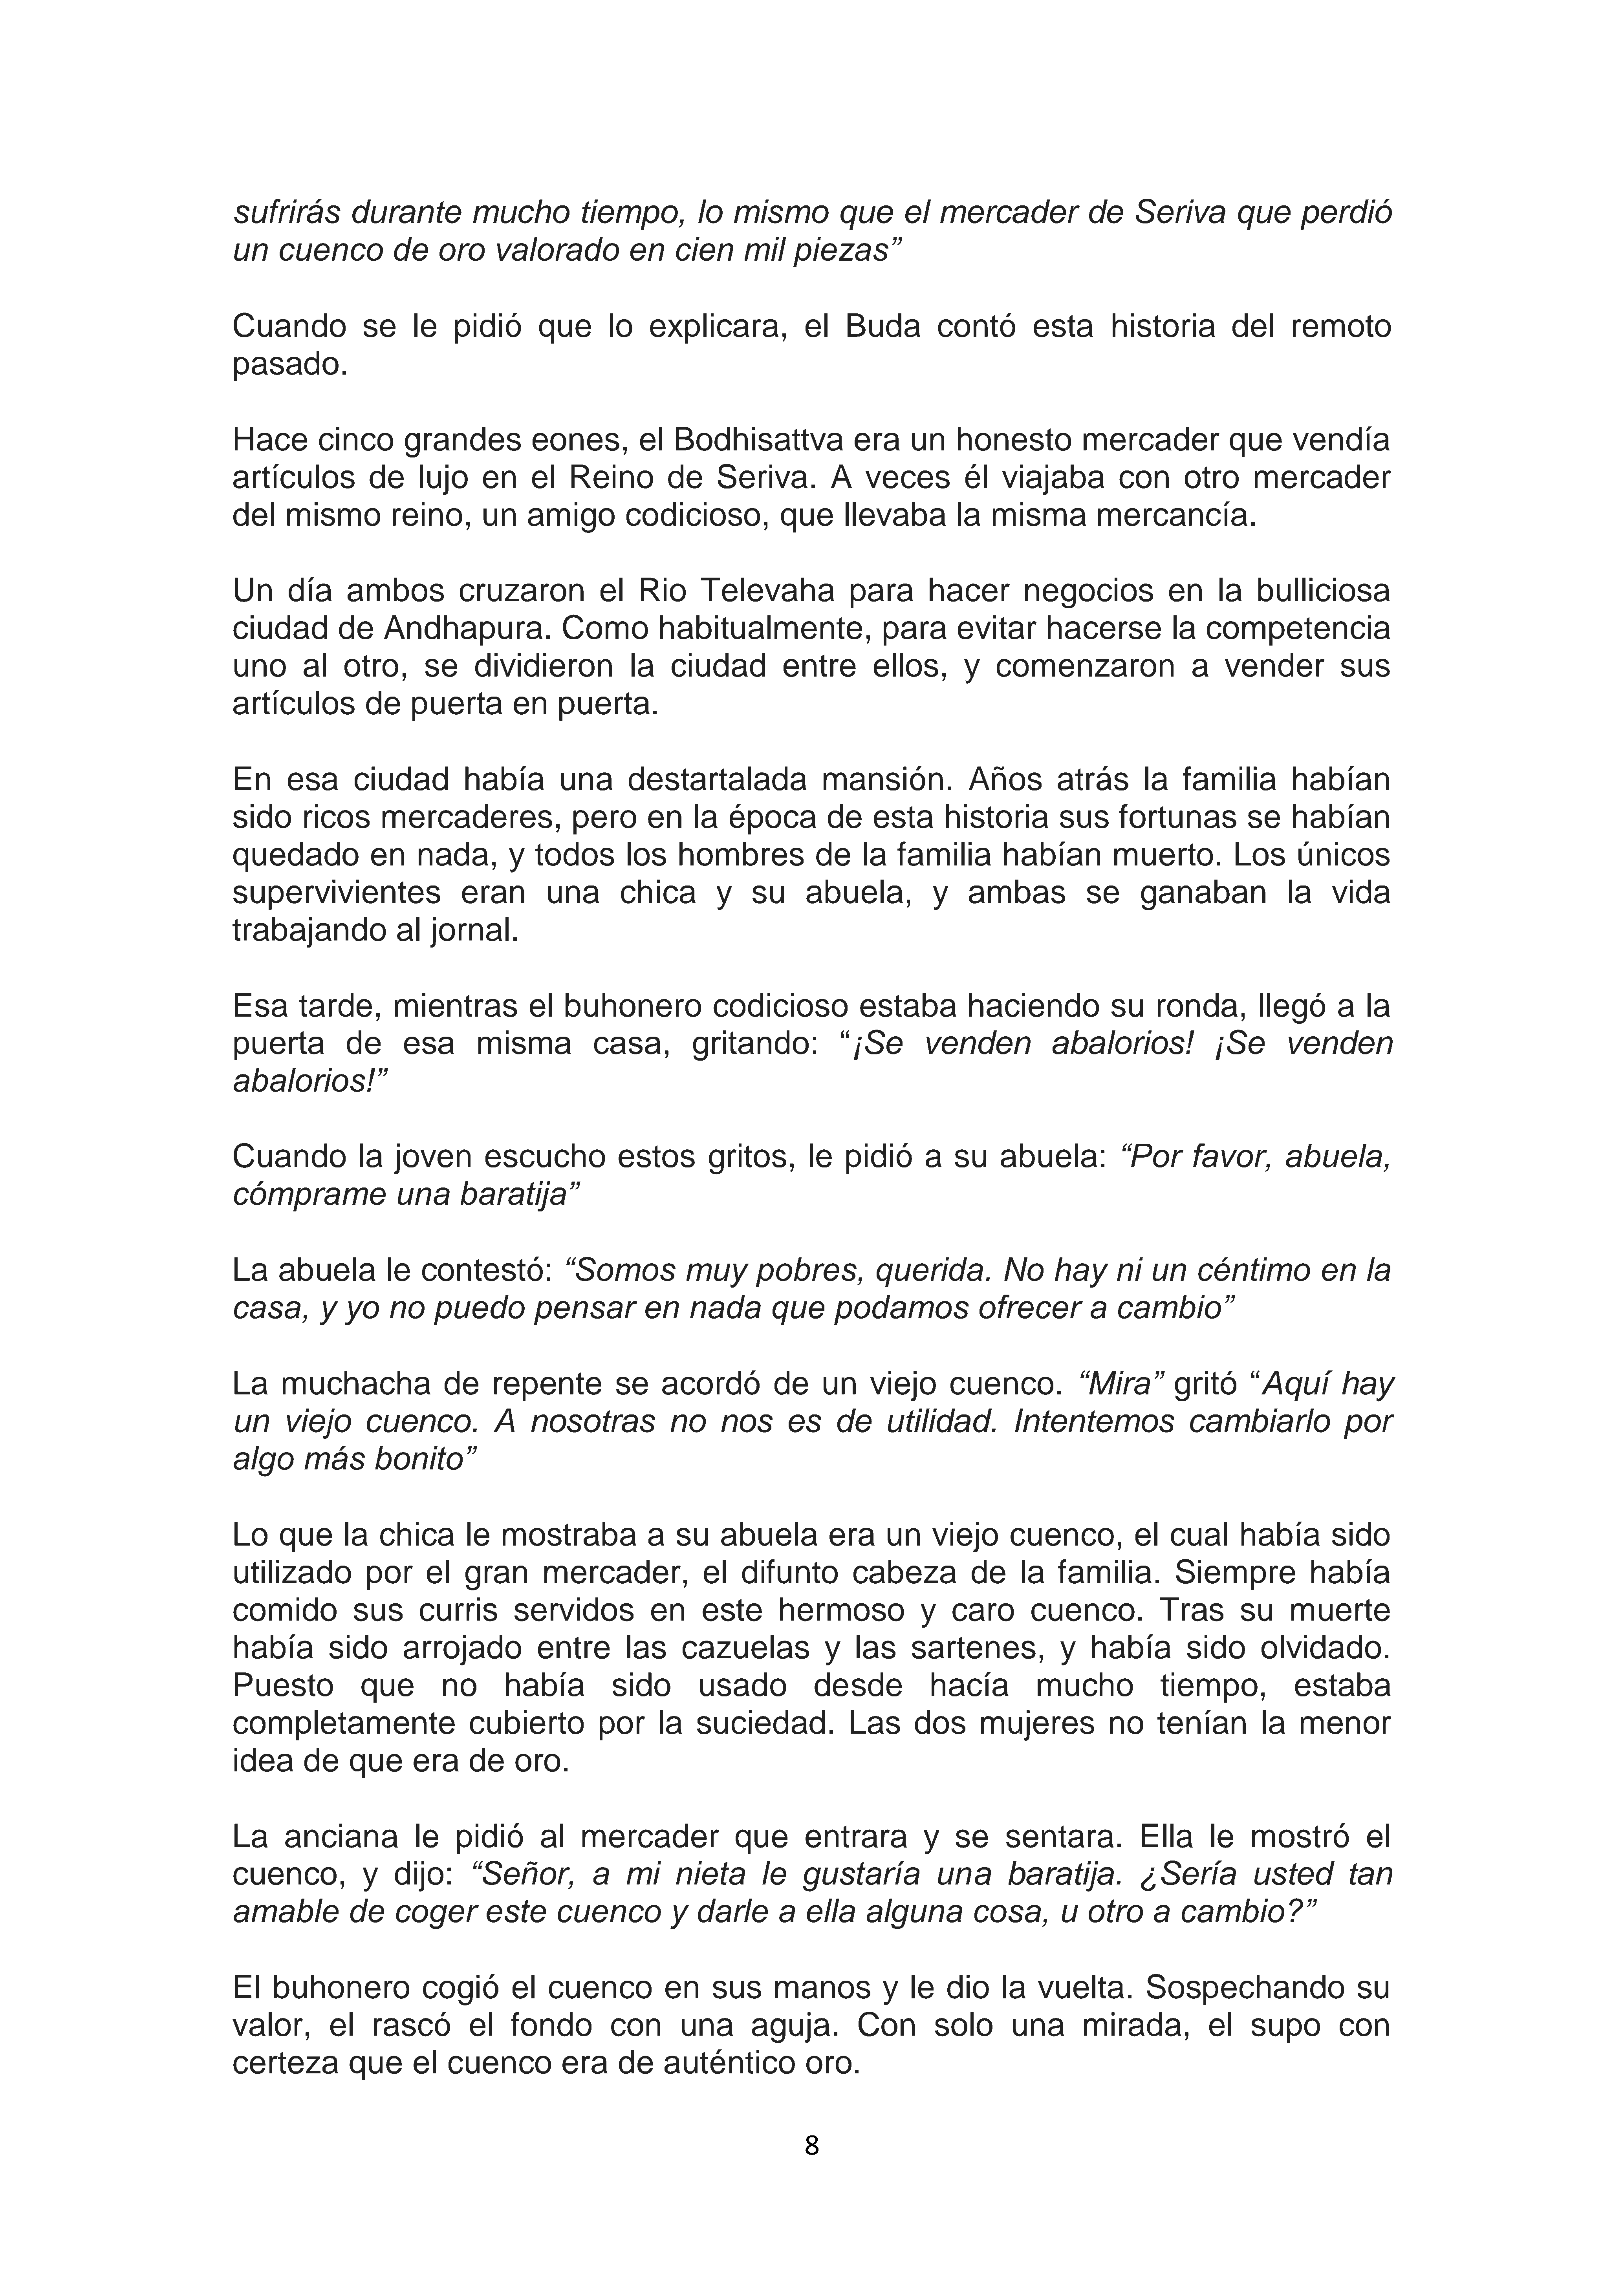 sufrirás durante mucho tiempo, lo mismo que el mercader de Seriva que perdió
un cuenco de oro valorado en cien mil piezas”
Cuando se le pidió que lo explicara, el Buda contó esta historia del remoto
pasado.
Hace cinco grandes eones, el Bodhisattva era un honesto mercader que vendía
artículos de lujo en el Reino de Seriva. A veces él viajaba con otro mercader
del mismo reino, un amigo codicioso, que llevaba la misma mercancía.
Un día ambos cruzaron el Rio Televaha para hacer negocios en la bulliciosa
ciudad de Andhapura. Como habitualmente, para evitar hacerse la competencia
uno al otro, se dividieron la ciudad entre ellos, y comenzaron a vender sus
artículos de puerta en puerta.
En esa ciudad había una destartalada mansión. Años atrás la familia habían
sido ricos mercaderes, pero en la época de esta historia sus fortunas se habían
quedado en nada, y todos los hombres de la familia habían muerto. Los únicos
supervivientes eran una chica y su abuela, y ambas se ganaban la vida
trabajando al jornal.
Esa tarde, mientras el buhonero codicioso estaba haciendo su ronda, llegó a la
puerta de esa misma casa, gritando: “¡Se venden abalorios! ¡Se venden
abalorios!”
Cuando la joven escucho estos gritos, le pidió a su abuela: “Por favor, abuela,
cómprame una baratija”
La abuela le contestó: “Somos muy pobres, querida. No hay ni un céntimo en la
casa, y yo no puedo pensar en nada que podamos ofrecer a cambio”
La muchacha de repente se acordó de un viejo cuenco. “Mira” gritó “Aquí hay
un viejo cuenco. A nosotras no nos es de utilidad. Intentemos cambiarlo por
algo más bonito”
Lo que la chica le mostraba a su abuela era un viejo cuenco, el cual había sido
utilizado por el gran mercader, el difunto cabeza de la familia. Siempre había
comido sus curris servidos en este hermoso y caro cuenco. Tras su muerte
había sido arrojado entre las cazuelas y las sartenes, y había sido olvidado.
Puesto que no había sido usado desde hacía mucho tiempo, estaba
completamente cubierto por la suciedad. Las dos mujeres no tenían la menor
idea de que era de oro.
La anciana le pidió al mercader que entrara y se sentara. Ella le mostró el
cuenco, y dijo: “Señor, a mi nieta le gustaría una baratija. ¿Sería usted tan
amable de coger este cuenco y darle a ella alguna cosa, u otro a cambio?”
El buhonero cogió el cuenco en sus manos y le dio la vuelta. Sospechando su
valor, el rascó el fondo con una aguja. Con solo una mirada, el supo con
certeza que el cuenco era de auténtico oro.
8